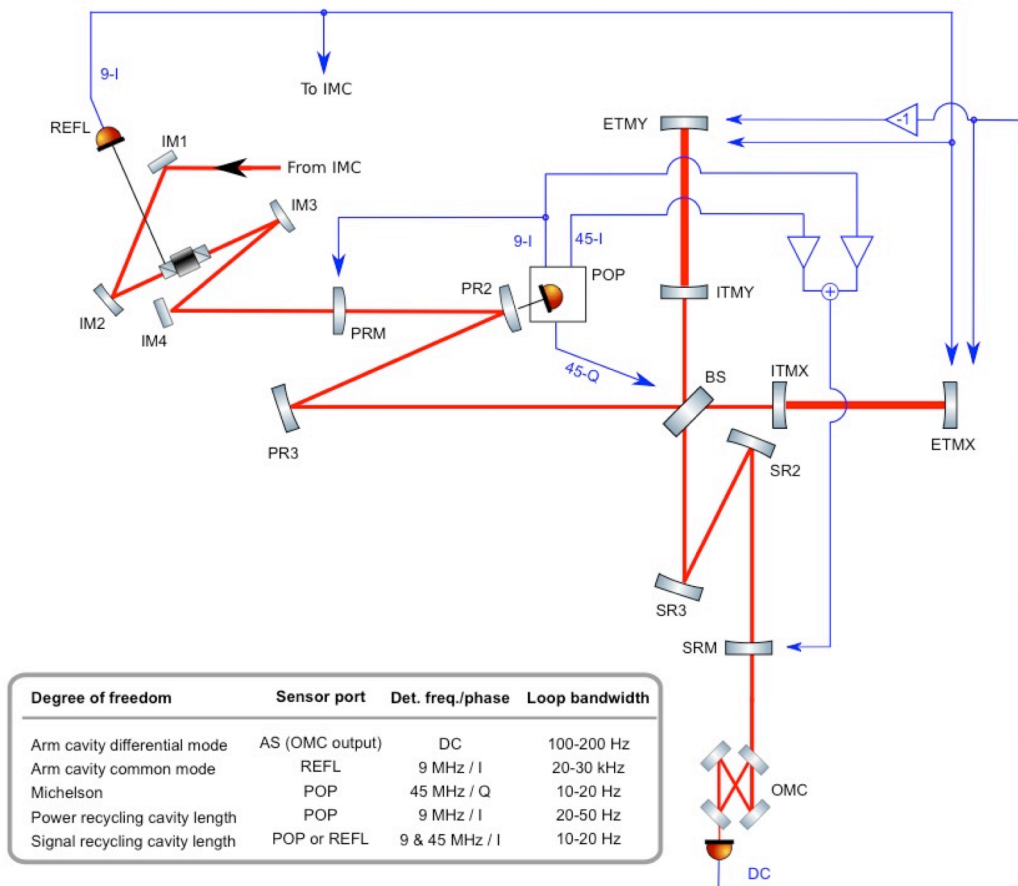 9-I
To IMC
REFL
IM1
From IMC
IM3
ETMY
-1
9-I
45-I
POP
PR2
ITMY
+
IM2
IM4
PRM
45-Q
BS
ITMX
PR3
ETMX
SR2
SR3
SRM
OMC
DC
Degree of freedom Sensor port Det. freq./phase Loop bandwidth
Arm cavity differential mode AS (OMC output) DC 100-200 Hz
Arm cavity common mode REFL 9 MHz / I 20-30 kHz
Michelson POP 45 MHz / Q 10-20 Hz
Power recycling cavity length POP 9 MHz / I 20-50 Hz
Signal recycling cavity length POP or REFL 9 & 45 MHz / I 10-20 Hz